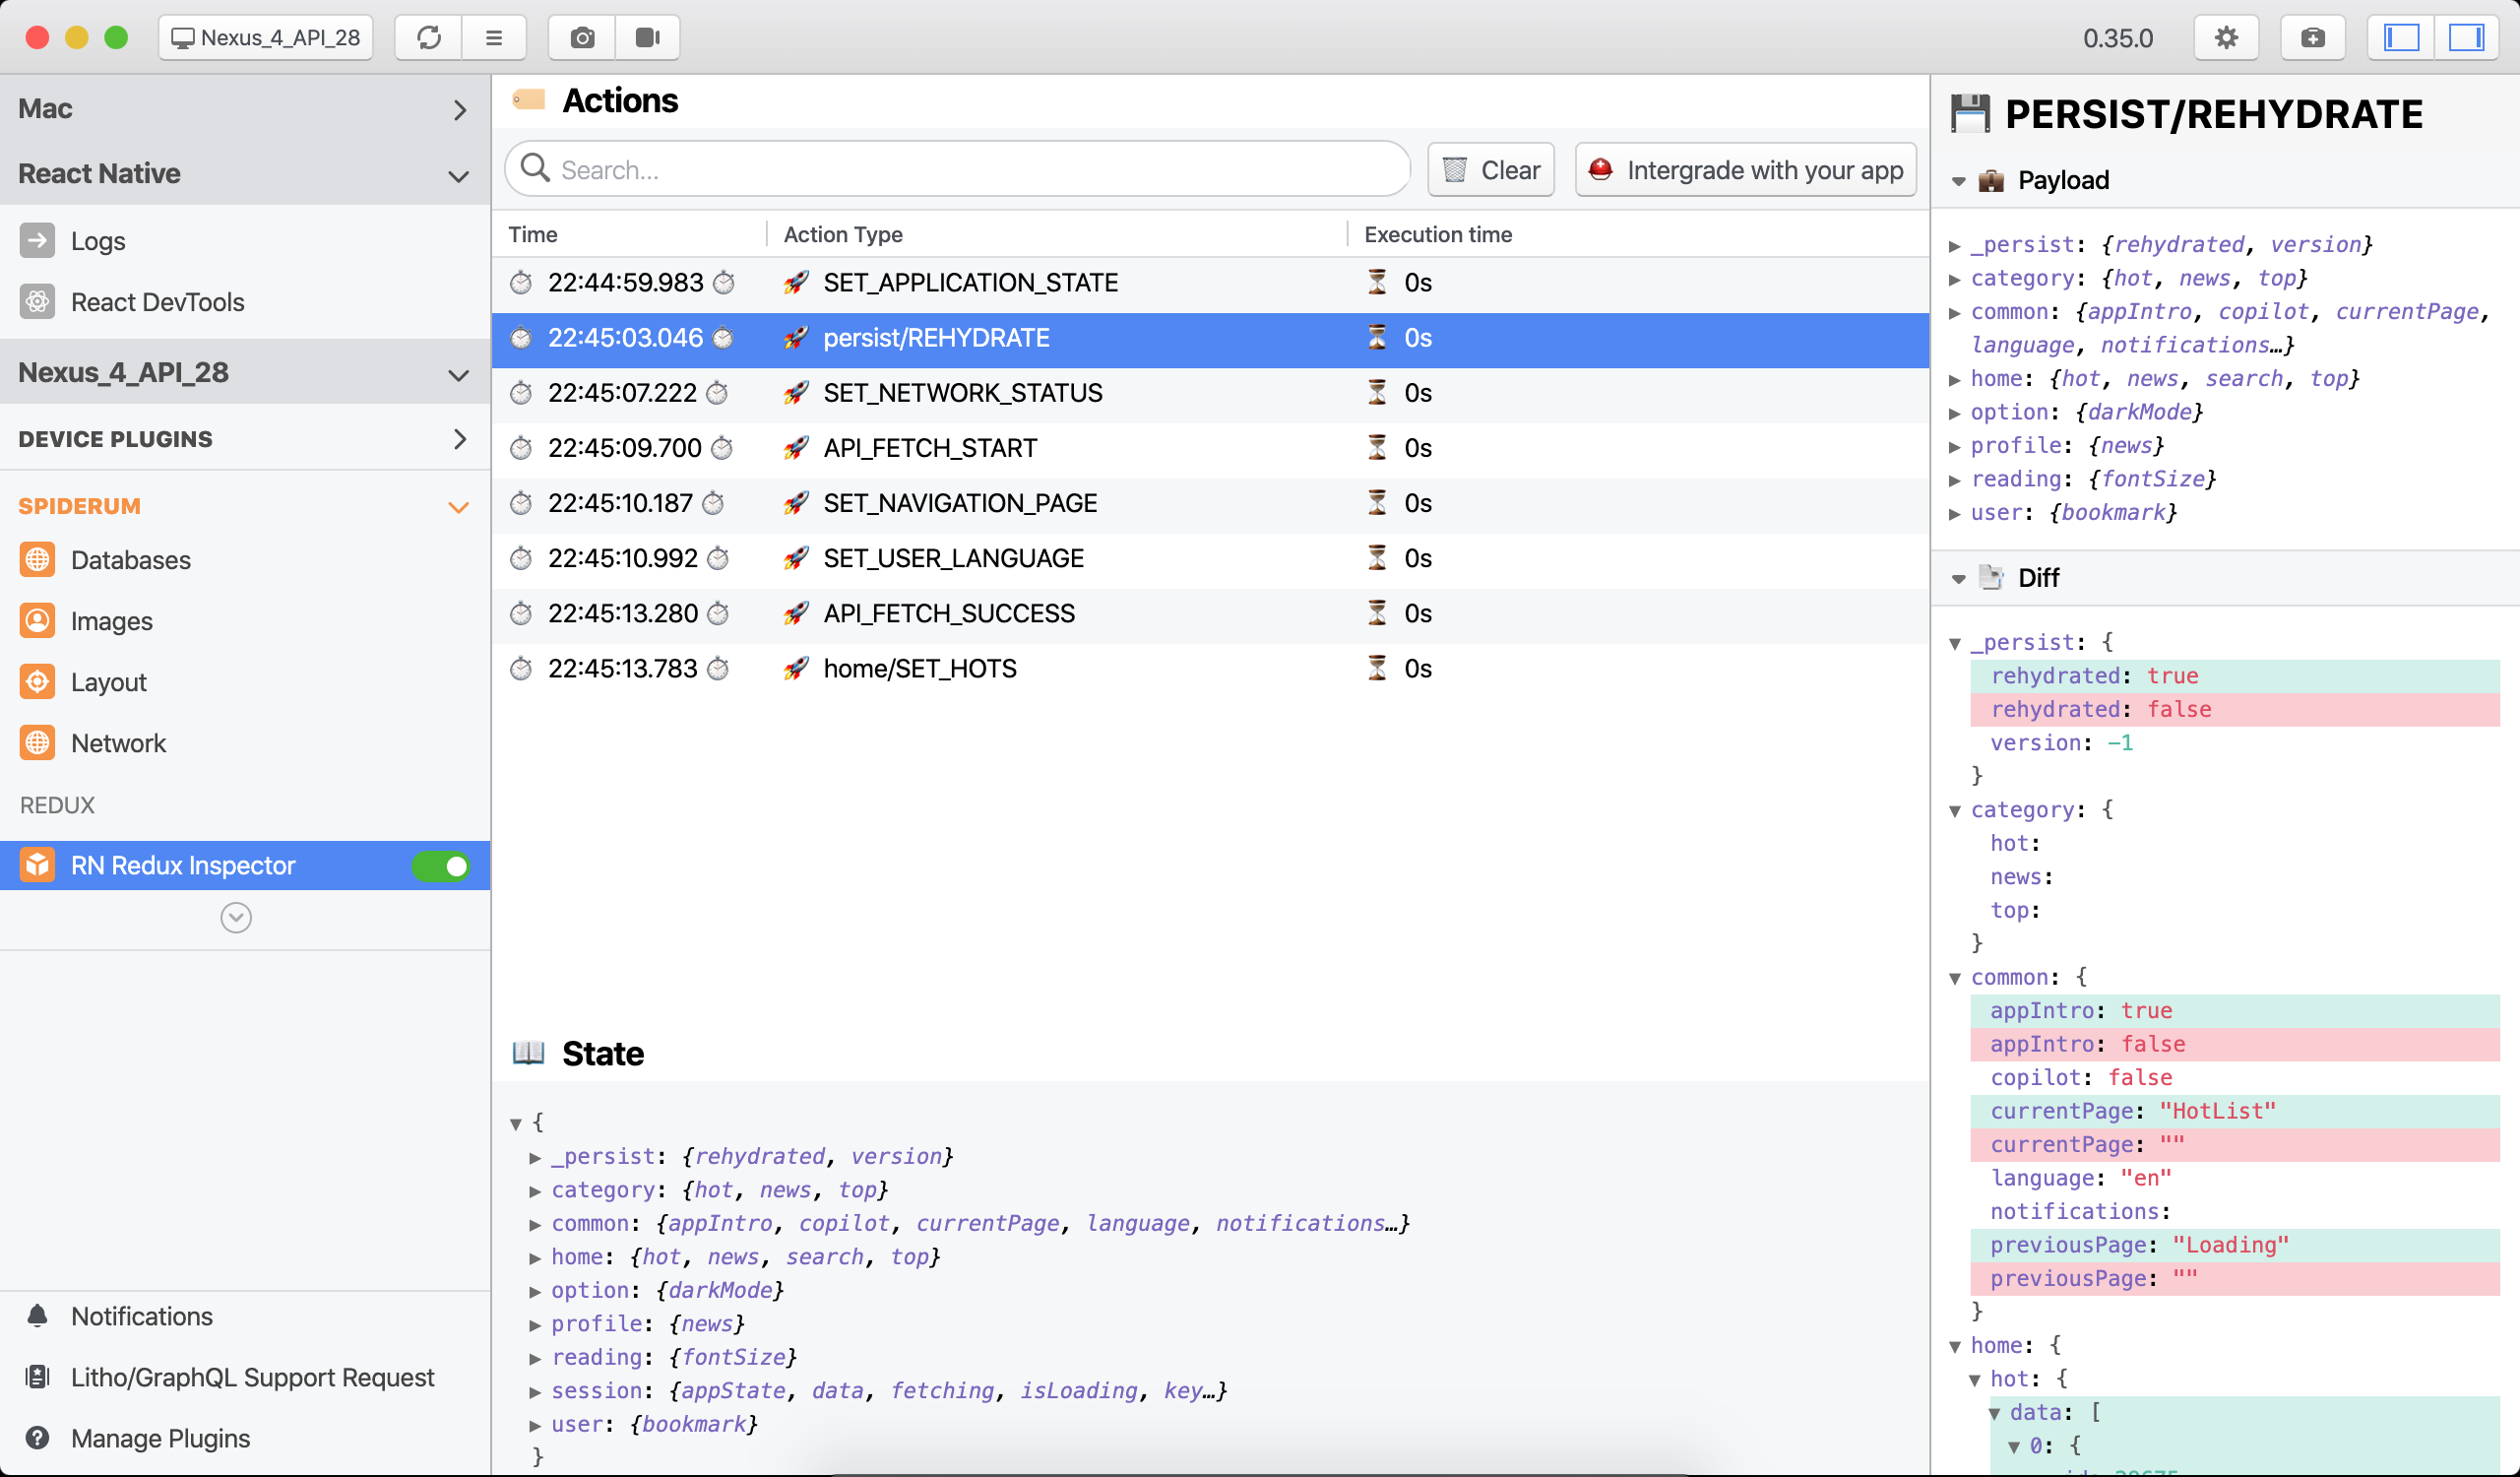 Nexus_4_API_28
0.35.0
Mac
React Native
Logs
React DevTools
Nexus_4_API_28
DEVICE PLUGINS
SPIDERUM
Databases
Images
Layout
Network
REDUX
RN Redux Inspector
Notifications
Litho/GraphQL Support Request
Manage Plugins
Actions
Search...
Clear
Intergrade with your app
Time Action Type Execution time
22:44:59.983 SET_APPLICATION_STATE 0s
22:45:03.046 persist/REHYDRATE 0s
22:45:07.222 SET_NETWORK_STATUS 0s
22:45:09.700 API_FETCH_START 0s
22:45:10.187 SET_NAVIGATION_PAGE 0s
22:45:10.992 SET_USER_LANGUAGE 0s
22:45:13.280 API_FETCH_SUCCESS 0s
22:45:13.783 home/SET_HOTS 0s
State
{
_persist: {rehydrated, version}
category: {hot, news, top}
common: {appIntro, copilot, currentPage, language, notifications…}
home: {hot, news, search, top}
option: {darkMode}
profile: {news}
reading: {fontSize}
session: {appState, data, fetching, isLoading, key…}
user: {bookmark}
}
PERSIST/REHYDRATE
Payload
_persist: {rehydrated, version}
category: {hot, news, top}
common: {appIntro, copilot, currentPage,
language, notifications…}
home: {hot, news, search, top}
option: {darkMode}
profile: {news}
reading: {fontSize}
user: {bookmark}
Diff
_persist: {
rehydrated: true
rehydrated: false
version: -1
}
category: {
hot:
news:
top:
}
common: {
appIntro: true
appIntro: false
copilot: false
currentPage: "HotList"
currentPage: ""
language: "en"
notifications:
previousPage: "Loading"
previousPage: ""
}
home: {
hot: {
data: [
0: {